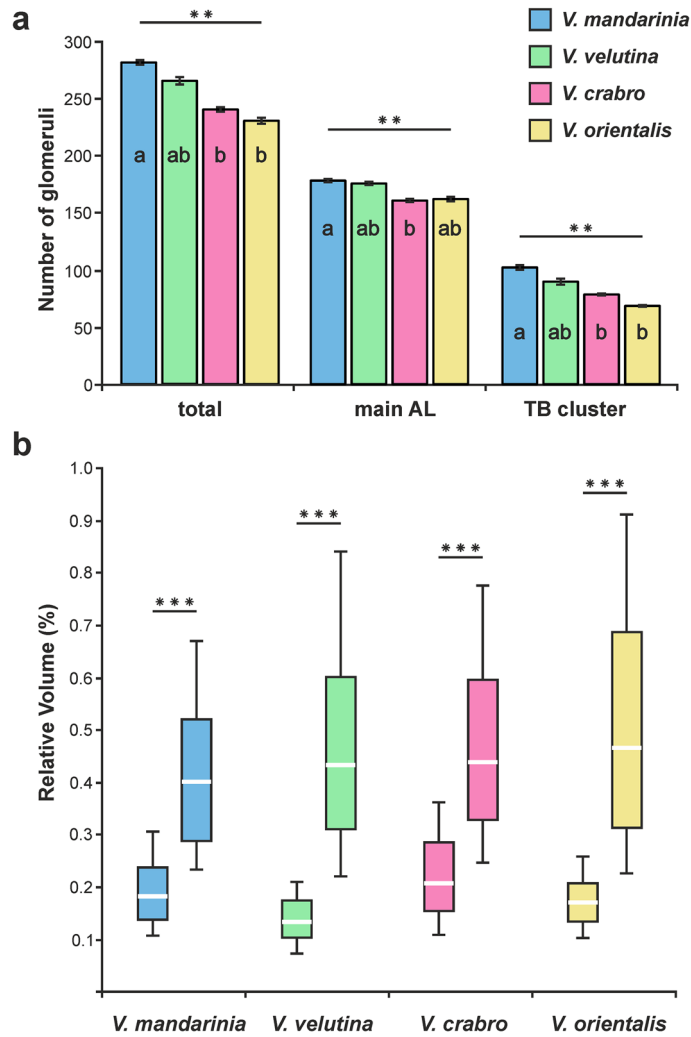 a
**
V. mandarinia
V. velutina
V. crabro
V. orientalis
Number of glomeruli
300
250
200
150
100
50
0
**
**
a ab b b
a ab b ab
a ab b b
total main AL TB cluster
b
Relative Volume (%)
1.0
0.9
0.8
0.7
0.6
0.5
0.4
0.3
0.2
0.1
***
***
***
***
V. mandarinia V. velutina V. crabro V. orientalis